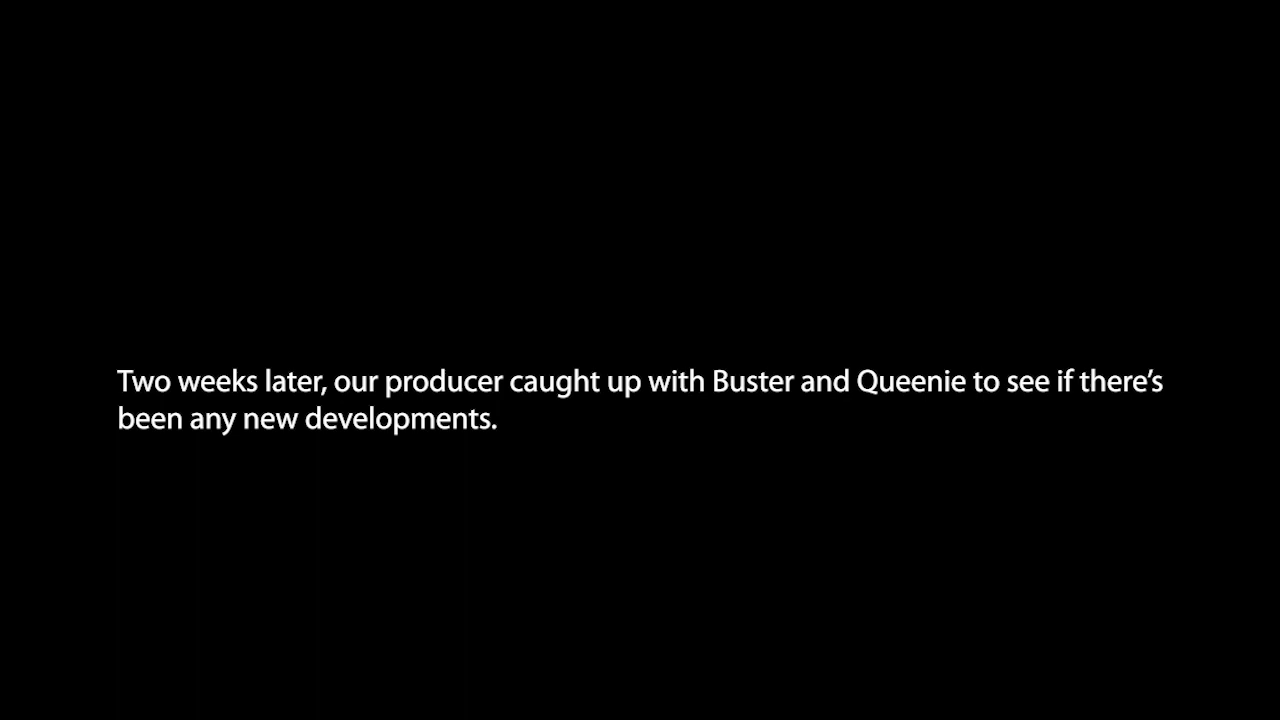 Two weeks later, our producer caught up with Buster and Queenie to see if there’s
been any new developments.